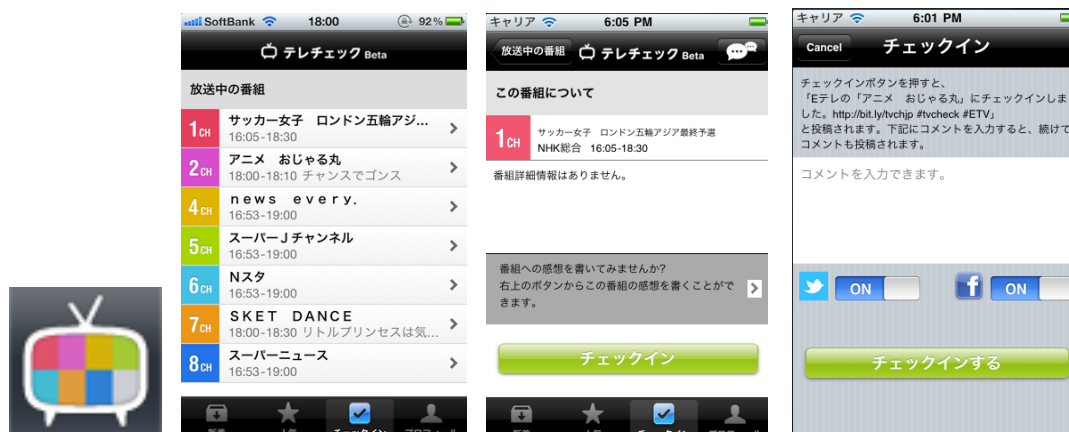 SoftBank 18:00 92%
テレチェック Beta
放送中の番組
1CH サッカー女子 ロンドン五輪アジ...
16:05-18:30
2CH アニメ おじゃる丸
18:00-18:10 チャンスでゴンス
4CH ｎｅｗｓ ｅｖｅｒｙ．
16:53-19:00
5CH スーパーＪチャンネル
16:53-19:00
6CH Nスタ
16:53-19:00
7CH ＳＫＥＴ ＤＡＮＣＥ
18:00-18:30 リトルプリンセスは気...
8CH スーパーニュース
16:53-19:00
チェックイン
キャリア 6:05 PM
放送中の番組 テレチェック Beta
この番組について
1CH サッカー女子 ロンドン五輪アジア最終予選
NHK総合 16:05-18:30
番組詳細情報はありません。
番組への感想を書いてみませんか?
右上のボタンからこの番組の感想を書くことがで
きます。
チェックイン
チェックイン
キャリア 6:01 PM
Cancel チェックイン
チェックインボタンを押すと、
「Eテレの「アニメ おじゃる丸」にチェックインしま
した。http://bit.ly/tvchjp #tvcheck #ETV」
と投稿されます。下記にコメントを入力すると、続けて
コメントも投稿されます。
コメントを入力できます。
ON ON
チェックインする